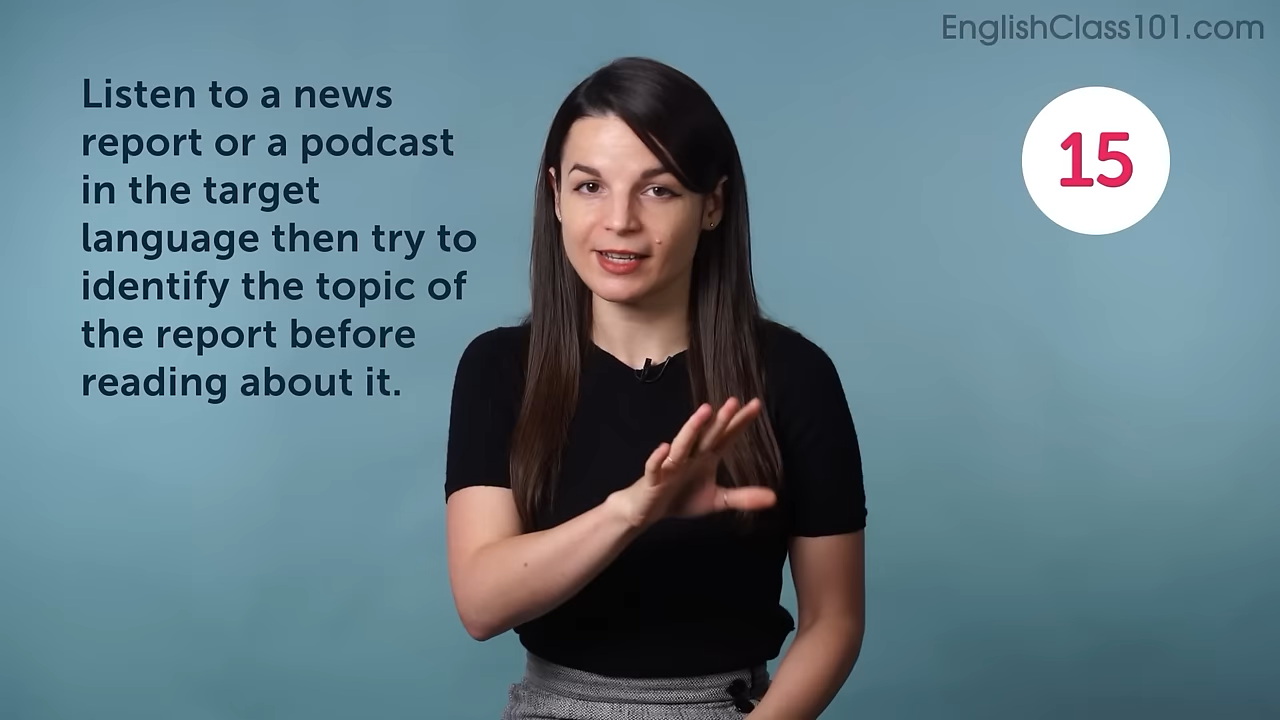 EnglishClass101.com
Listen to a news
report or a podcast
in the target
language then try to
identify the topic of
the report before
reading about it.
15